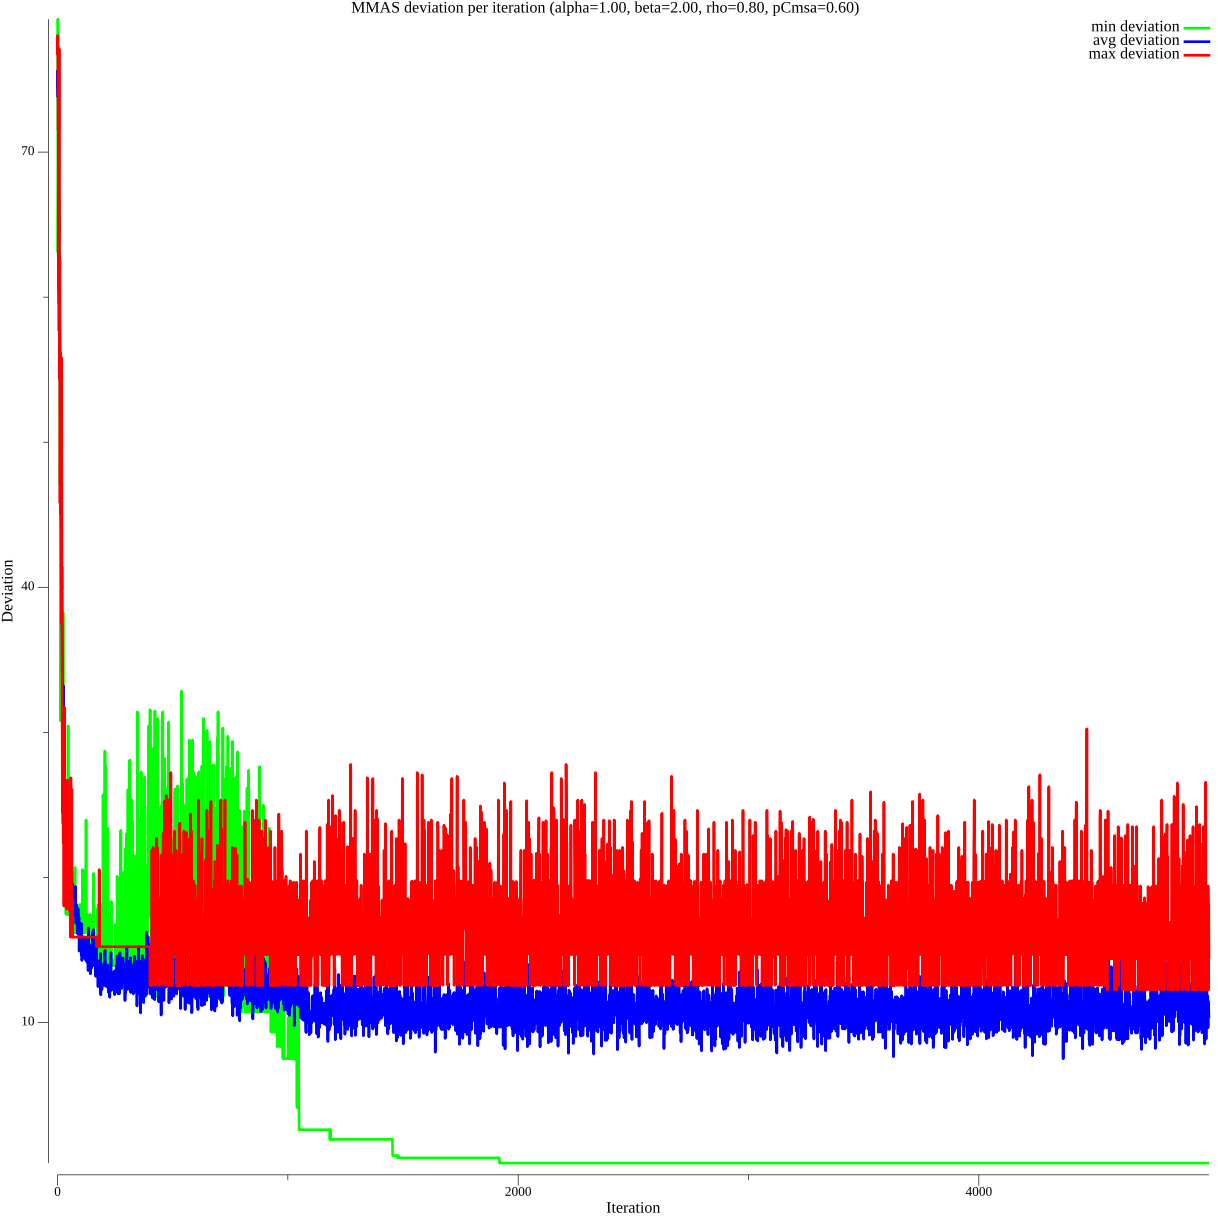 MMAS deviation per iteration (alpha=1.00, beta=2.00, rho=0.80, pCmsa=0.60)
min deviation
avg deviation
max deviation
70
40
10
Deviation
0
2000
4000
Iteration